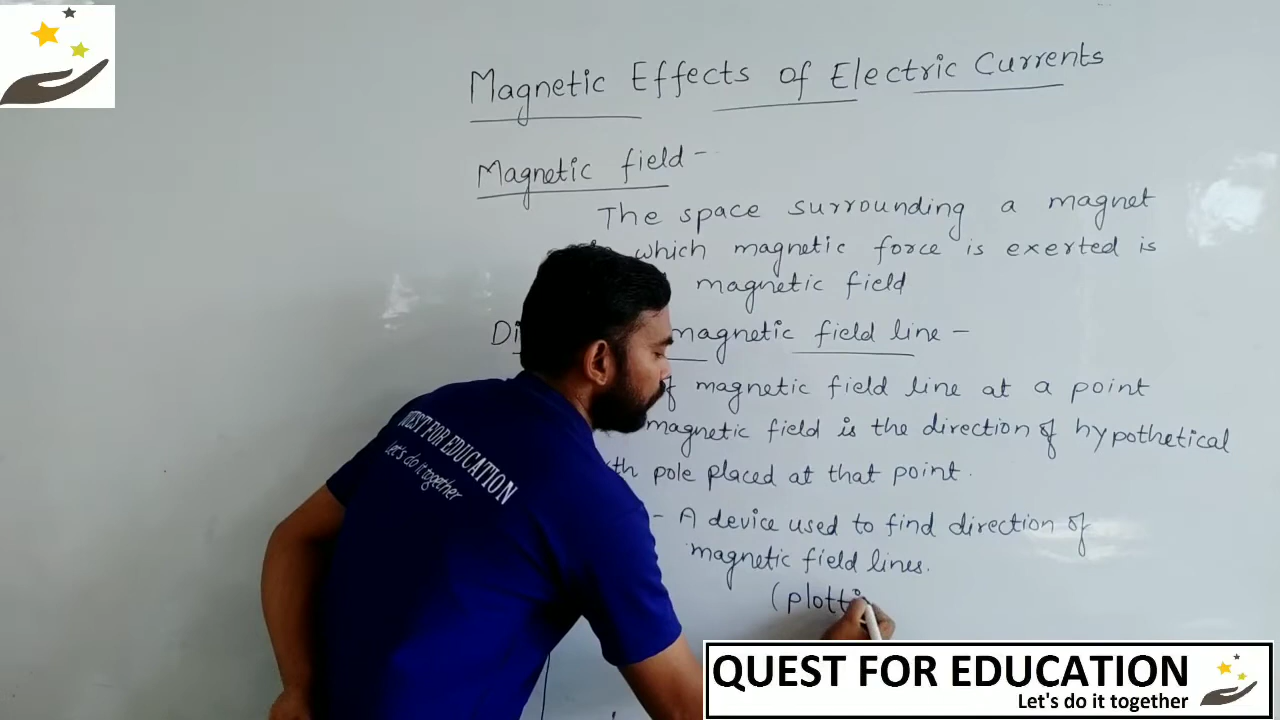 Magnetic Effects of Electric Currents
Magnetic field -
The space surrounding a magnet
which magnetic force is exerted is
magnetic field
magnetic field line -
of magnetic field line at a point
magnetic field is the direction of hypothetical
pole placed at that point.
- A device used to find direction of
magnetic field lines.
(plotti
QUEST FOR EDUCATION
Let's do it together
QUEST FOR EDUCATION
Let's do it together